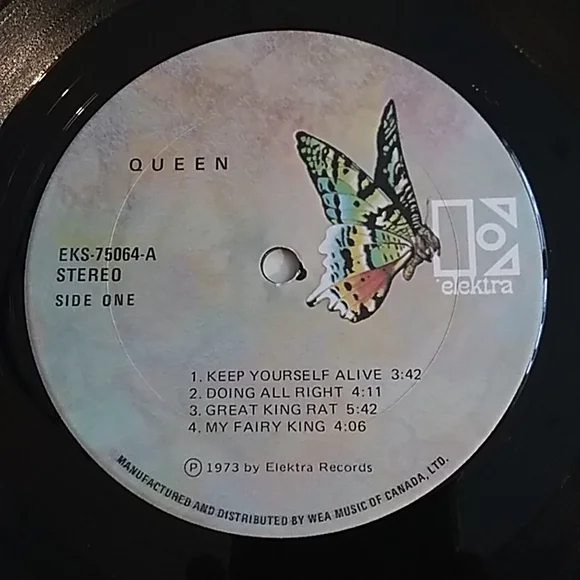 QUEEN
elektra
EKS-75064-A
STEREO
SIDE ONE
1. KEEP YOURSELF ALIVE 3:42
2. DOING ALL RIGHT 4:11
3. GREAT KING RAT 5:42
4. MY FAIRY KING 4:06
Ⓟ 1973 by Elektra Records
MANUFACTURED AND DISTRIBUTED BY WEA MUSIC OF CANADA, LTD.